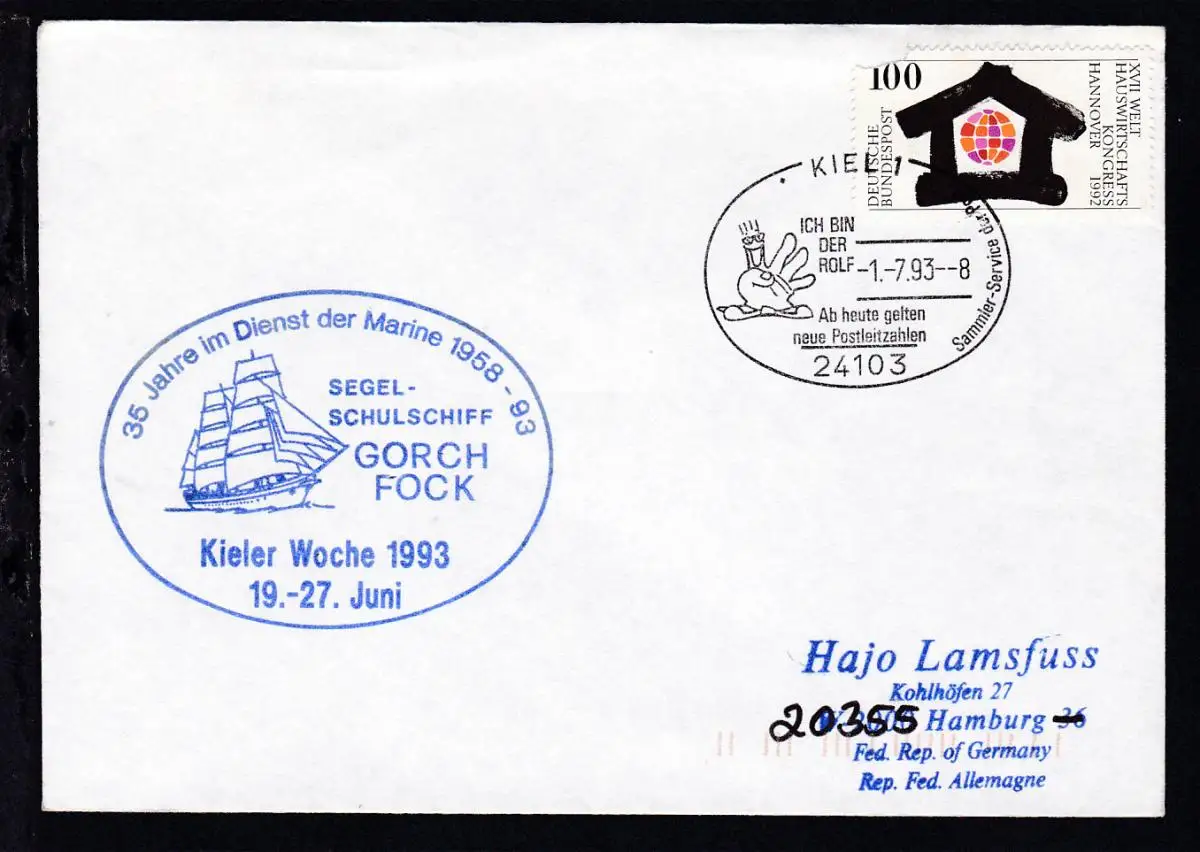 100
DEUTSCHE
BUNDESPOST
XVII. WELT
HAUSWIRTSCHAFTS
KONGRESS
HANNOVER 1992
KIEL 1
ICH BIN
DER
ROLF
-1.-7.93--8
Ab heute gelten
neue Postleitzahlen
24103
Sammler-Service der
35 Jahre im Dienst der Marine 1958 - 93
SEGEL-
SCHULSCHIFF
GORCH
FOCK
Kieler Woche 1993
19.-27. Juni
Hajo Lamsfuss
Kohlhöfen 27
20355 Hamburg 36
Fed. Rep. of Germany
Rep. Fed. Allemagne